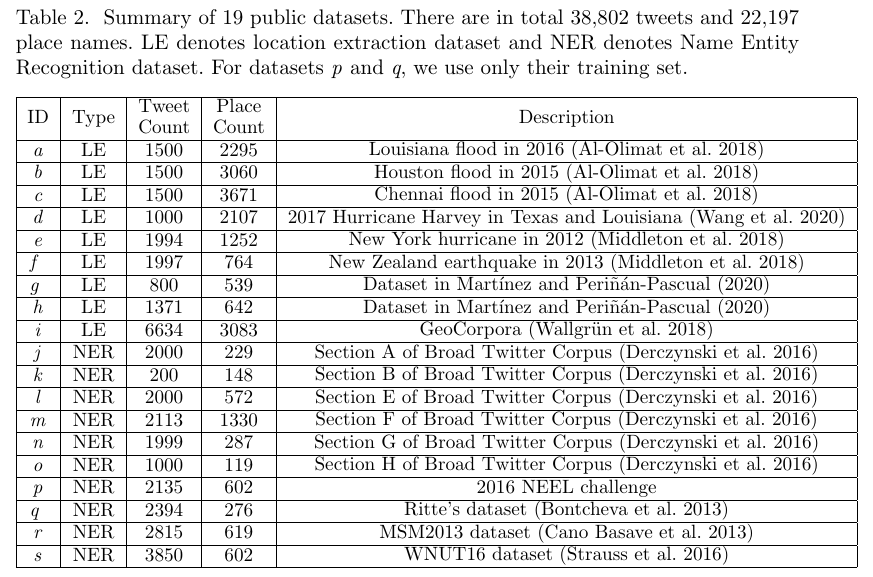 Table 2. Summary of 19 public datasets. There are in total 38,802 tweets and 22,197
place names. LE denotes location extraction dataset and NER denotes Name Entity
Recognition dataset. For datasets p and q, we use only their training set.
ID Type Tweet Count Place Count Description
a LE 1500 2295 Louisiana flood in 2016 (Al-Olimat et al. 2018)
b LE 1500 3060 Houston flood in 2015 (Al-Olimat et al. 2018)
c LE 1500 3671 Chennai flood in 2015 (Al-Olimat et al. 2018)
d LE 1000 2107 2017 Hurricane Harvey in Texas and Louisiana (Wang et al. 2020)
e LE 1994 1252 New York hurricane in 2012 (Middleton et al. 2018)
f LE 1997 764 New Zealand earthquake in 2013 (Middleton et al. 2018)
g LE 800 539 Dataset in Martínez and Periñán-Pascual (2020)
h LE 1371 642 Dataset in Martínez and Periñán-Pascual (2020)
i LE 6634 3083 GeoCorpora (Wallgrün et al. 2018)
j NER 2000 229 Section A of Broad Twitter Corpus (Derczynski et al. 2016)
k NER 200 148 Section B of Broad Twitter Corpus (Derczynski et al. 2016)
l NER 2000 572 Section E of Broad Twitter Corpus (Derczynski et al. 2016)
m NER 2113 1330 Section F of Broad Twitter Corpus (Derczynski et al. 2016)
n NER 1999 287 Section G of Broad Twitter Corpus (Derczynski et al. 2016)
o NER 1000 119 Section H of Broad Twitter Corpus (Derczynski et al. 2016)
p NER 2135 602 2016 NEEL challenge
q NER 2394 276 Ritte's dataset (Bontcheva et al. 2013)
r NER 2815 619 MSM2013 dataset (Cano Basave et al. 2013)
s NER 3850 602 WNUT16 dataset (Strauss et al. 2016)